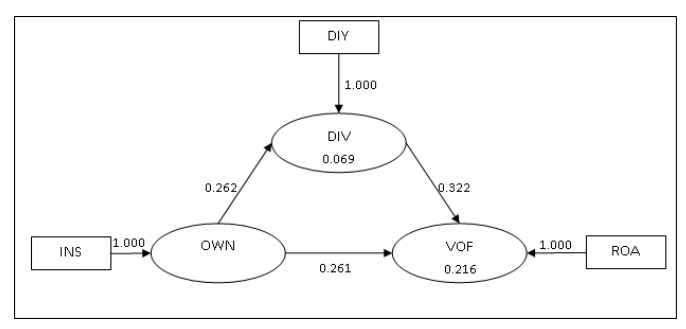 DIY
1.000
DIV
0.069
0.262
0.322
INS
1.000
OWN
0.261
VOF
0.216
1.000
ROA